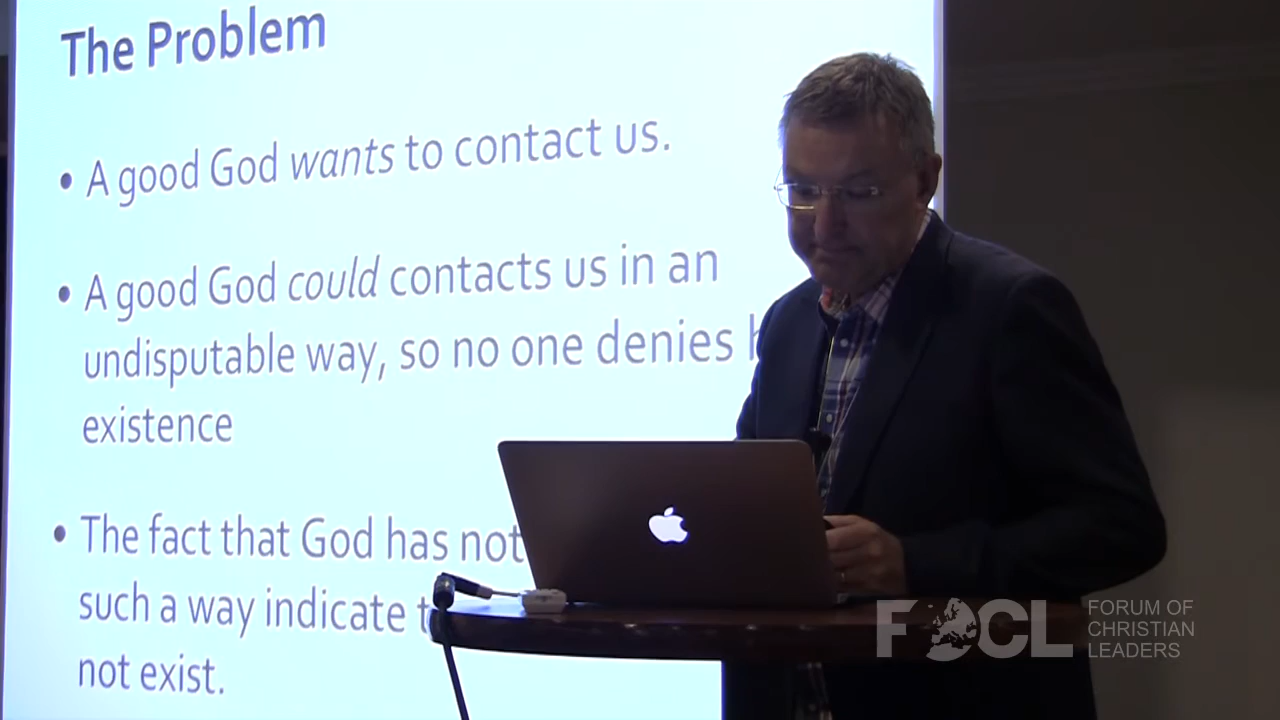 The Problem
• A good God wants to contact us.
• A good God could contacts us in an
undisputable way, so no one denies
existence
• The fact that God has not
such a way indicate
not exist.
FOCL
FORUM OF
CHRISTIAN
LEADERS